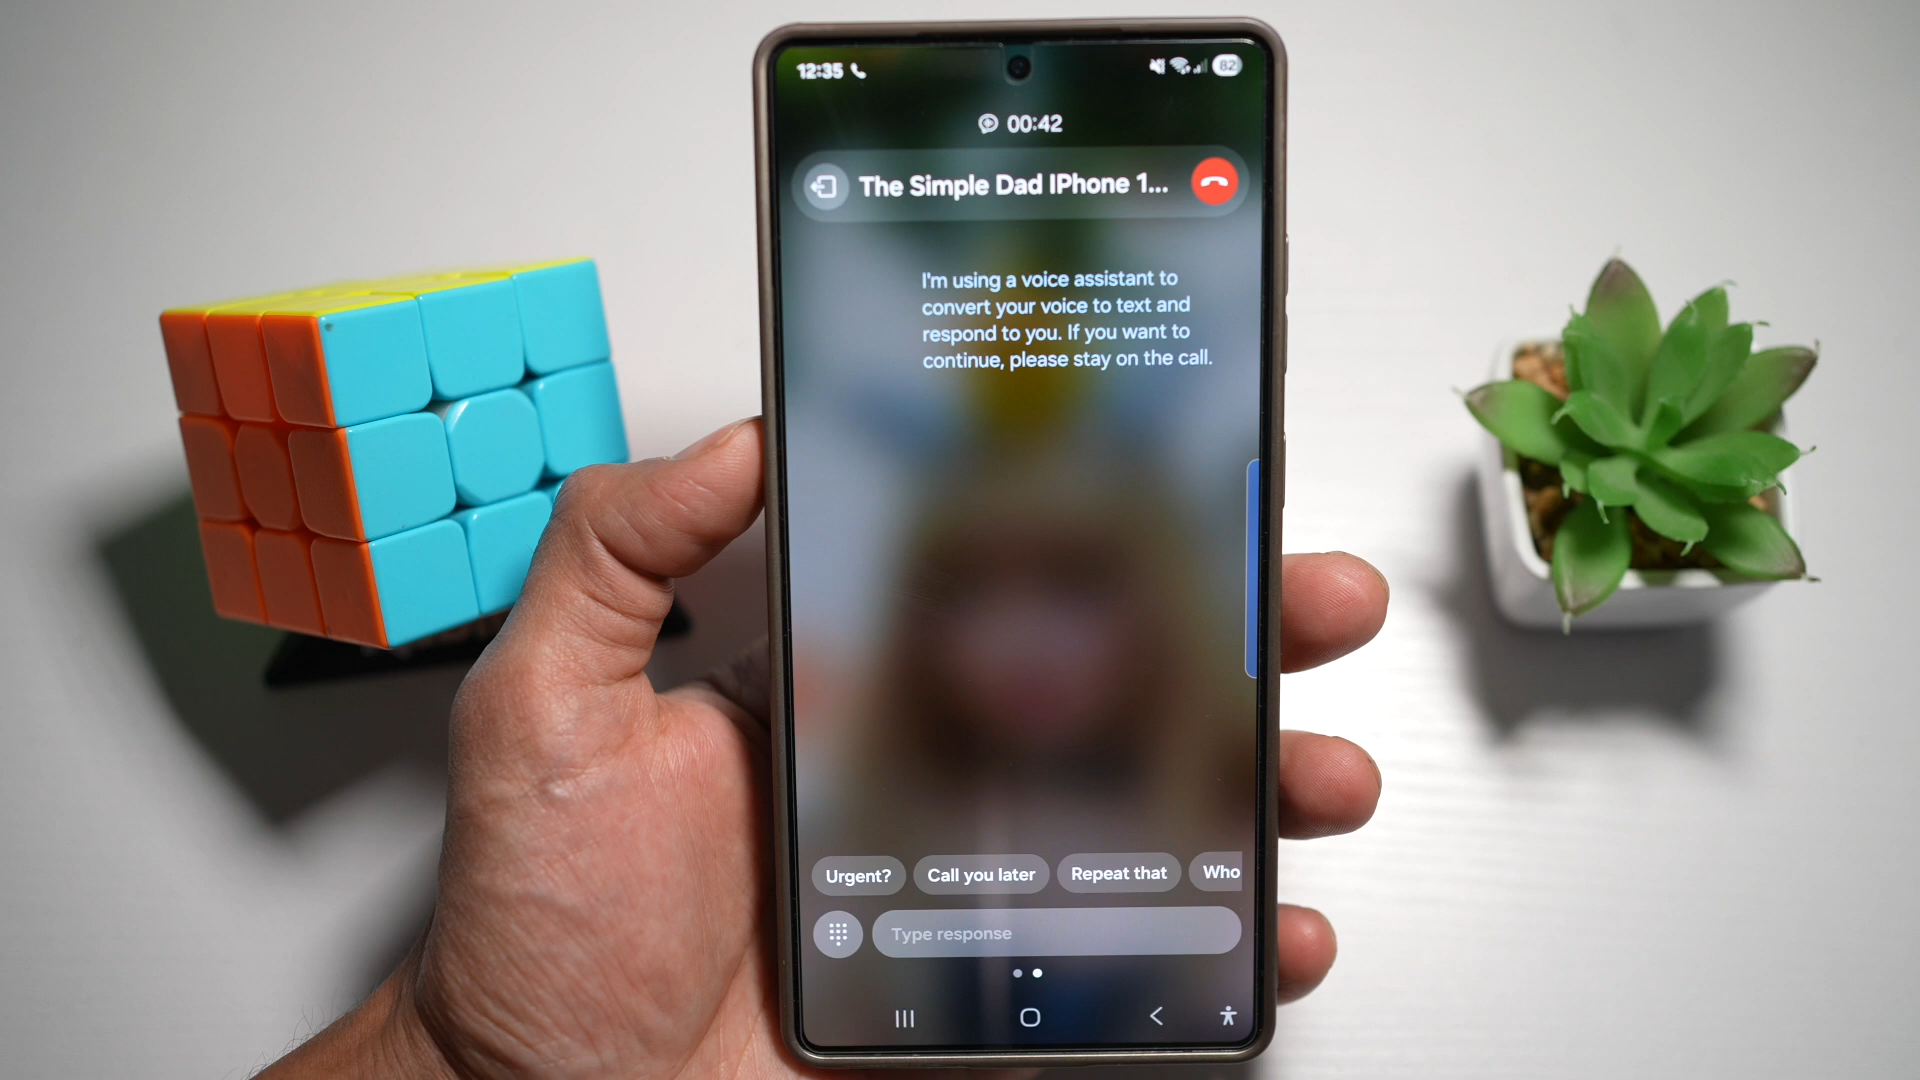 12:35
82
00:42
The Simple Dad IPhone 1...
I'm using a voice assistant to
convert your voice to text and
respond to you. If you want to
continue, please stay on the call.
Urgent? Call you later Repeat that Who
Type response